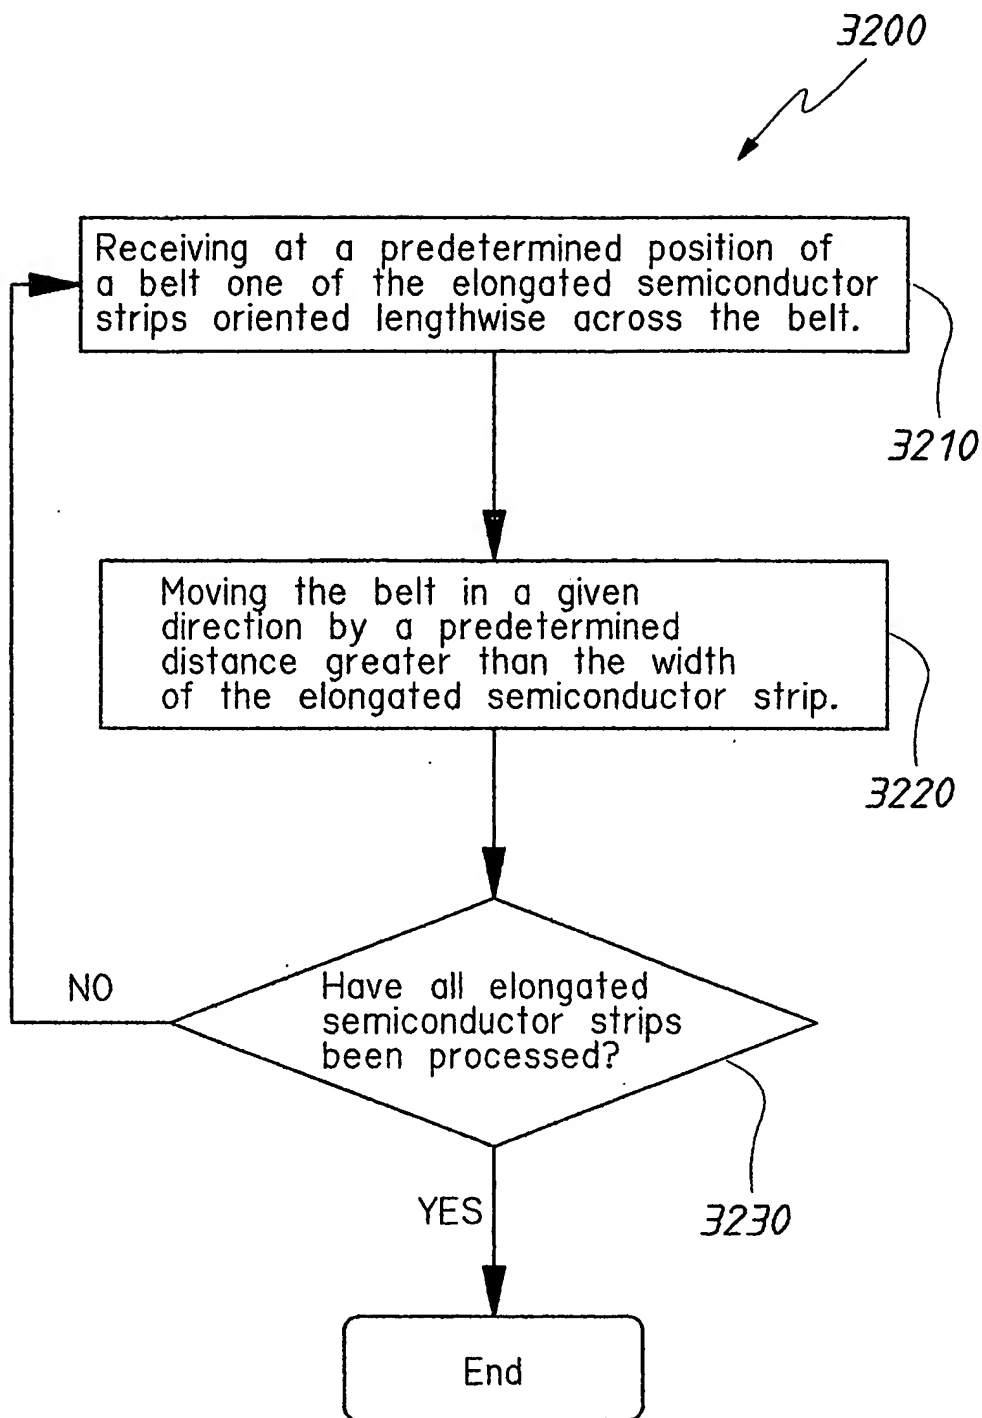 3200
Receiving at a predetermined position of
a belt one of the elongated semiconductor
strips oriented lengthwise across the belt.
3210
Moving the belt in a given
direction by a predetermined
distance greater than the width
of the elongated semiconductor strip.
3220
NO
Have all elongated
semiconductor strips
been processed?
YES
3230
End